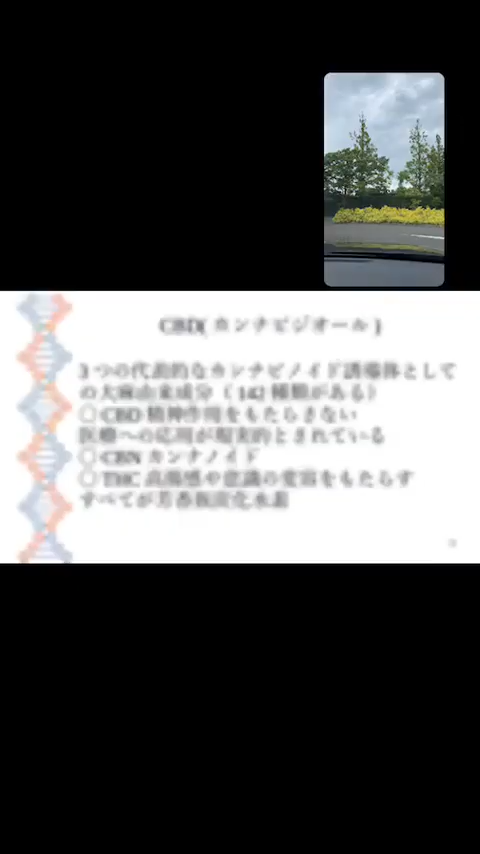 CBD(カンナビジオール)
3つの代表的なカンナビノイド誘導体として
の大麻由来成分(142種類がある)
〇CBD 精神作用をもたらさない
医療への応用が現実的とされている
〇CBN カンナノイド
〇THC 高揚感や意識の変容をもたらす
すべてが芳香族炭化水素